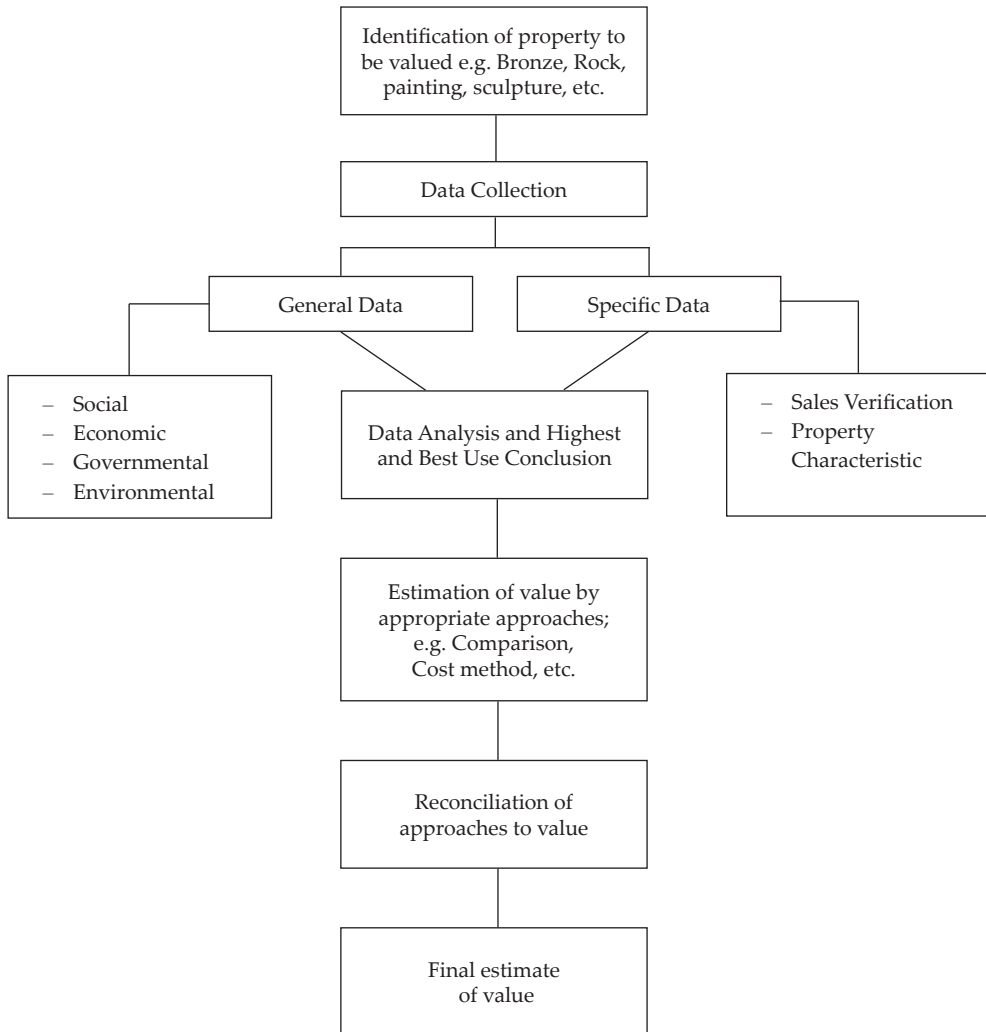 Identification of property to
be valued e.g. Bronze, Rock,
painting, sculpture, etc.
Data Collection
General Data
Specific Data
– Social
– Economic
– Governmental
– Environmental
Data Analysis and Highest
and Best Use Conclusion
– Sales Verification
– Property
Characteristic
Estimation of value by
appropriate approaches;
e.g. Comparison,
Cost method, etc.
Reconciliation of
approaches to value
Final estimate
of value